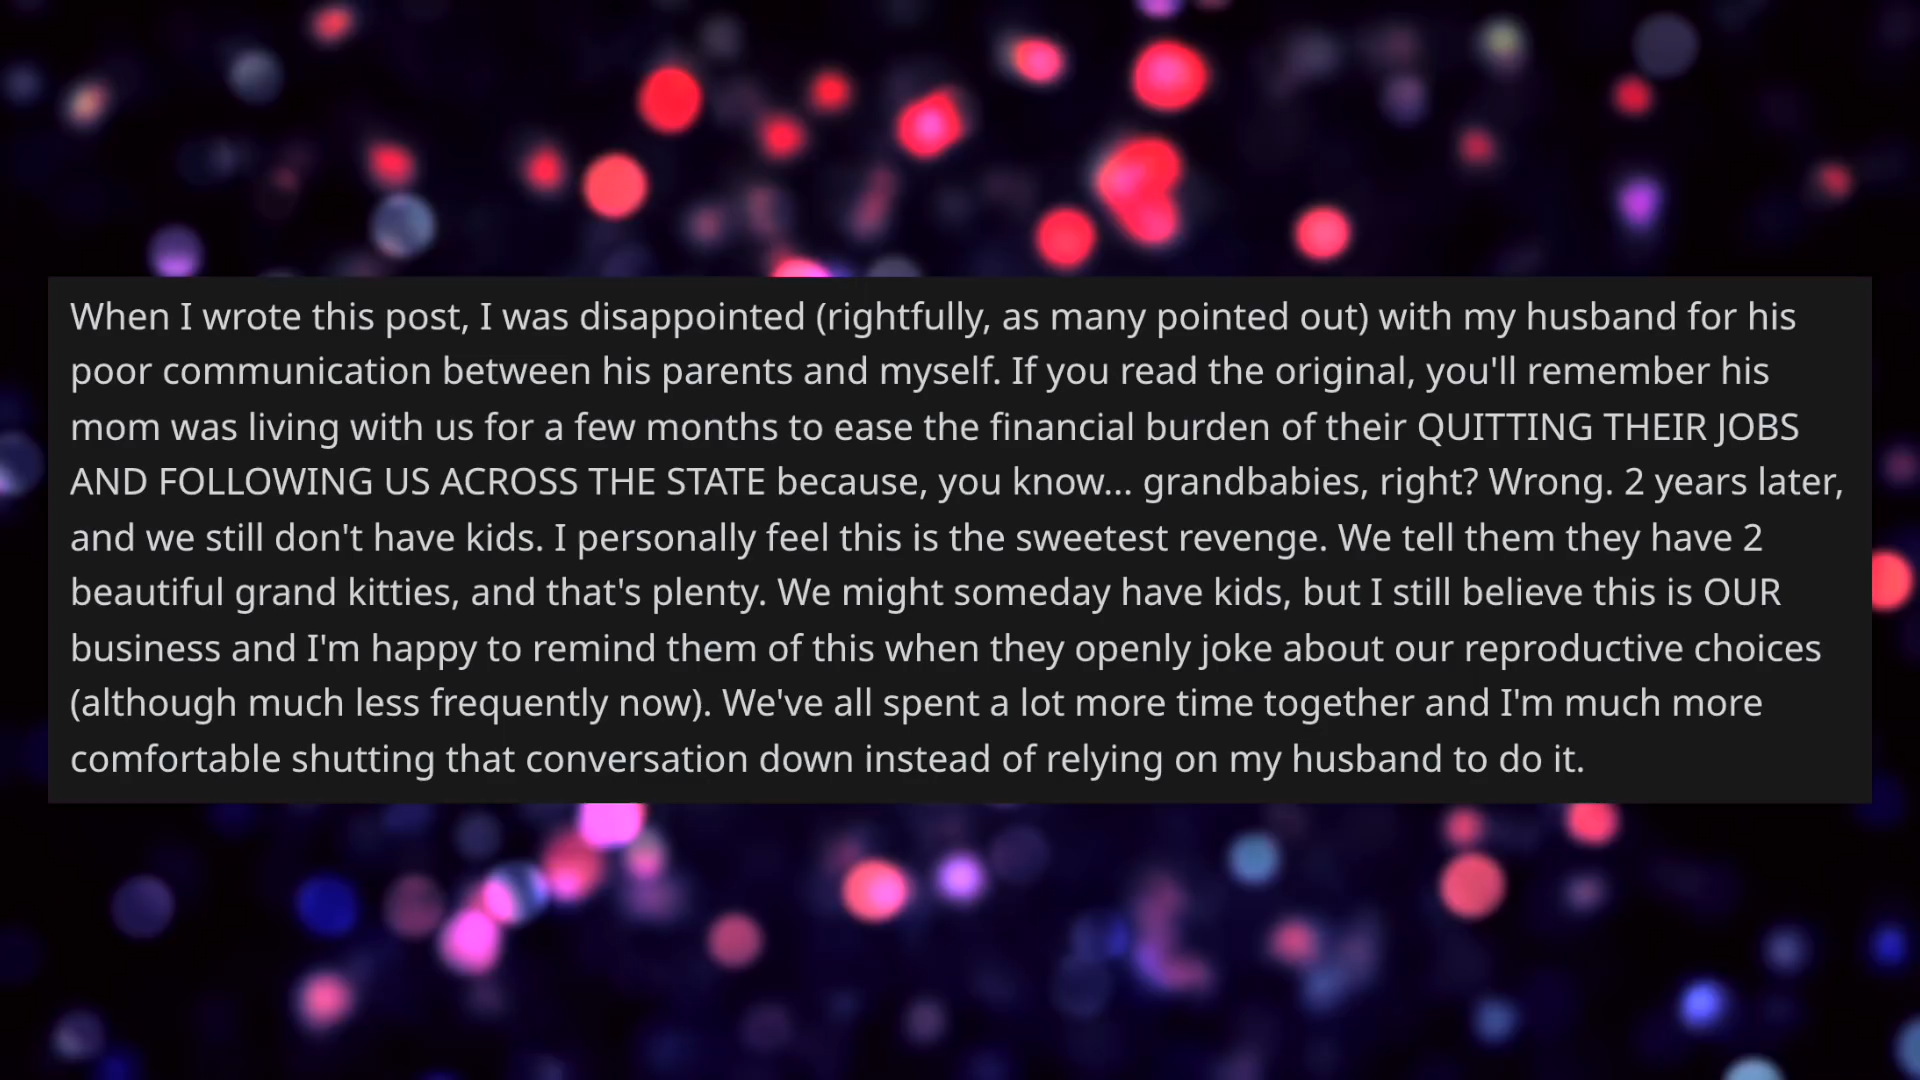 When I wrote this post, I was disappointed (rightfully, as many pointed out) with my husband for his
poor communication between his parents and myself. If you read the original, you'll remember his
mom was living with us for a few months to ease the financial burden of their QUITTING THEIR JOBS
AND FOLLOWING US ACROSS THE STATE because, you know... grandbabies, right? Wrong. 2 years later,
and we still don't have kids. I personally feel this is the sweetest revenge. We tell them they have 2
beautiful grand kitties, and that's plenty. We might someday have kids, but I still believe this is OUR
business and I'm happy to remind them of this when they openly joke about our reproductive choices
(although much less frequently now). We've all spent a lot more time together and I'm much more
comfortable shutting that conversation down instead of relying on my husband to do it.